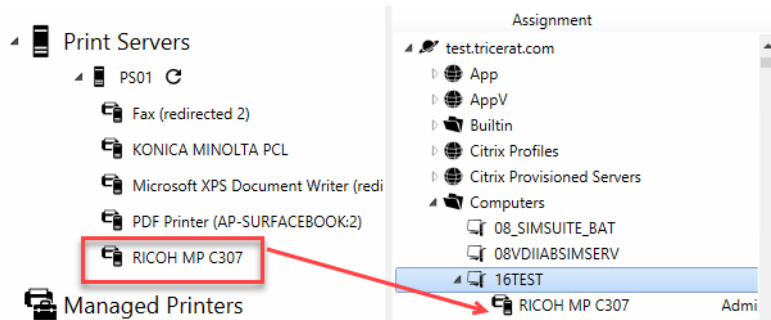 Print Servers
PS01
Fax (redirected 2)
KONICA MINOLTA PCL
Microsoft XPS Document Writer (redi
PDF Printer (AP-SURFACEBOOK:2)
RICOH MP C307
Managed Printers
Assignment
test.tricerat.com
App
AppV
Builtin
Citrix Profiles
Citrix Provisioned Servers
Computers
08_SIMSUITE_BAT
08VDIIABSIMSERV
16TEST
RICOH MP C307 Admi